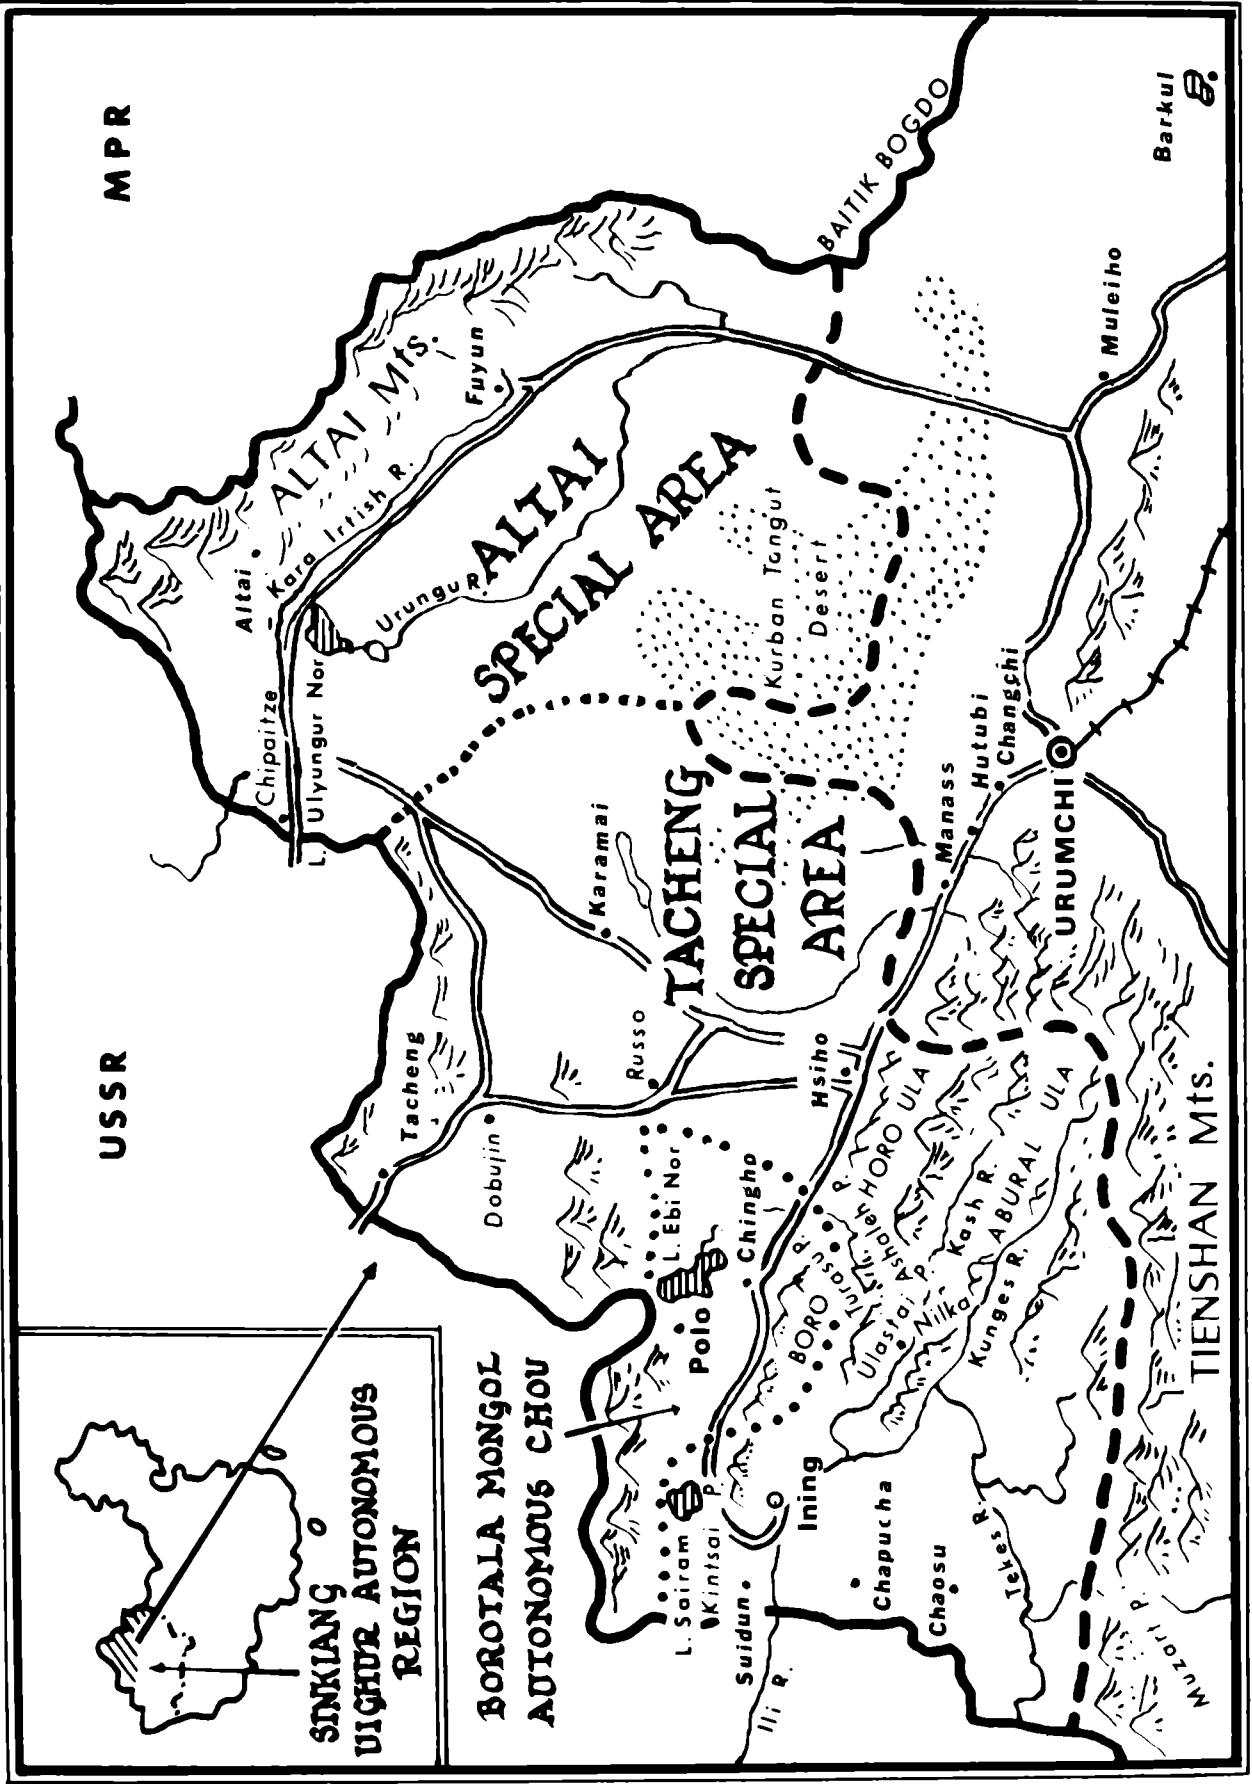 USSR
MPR
SINKIANG
UIGHUR AUTONOMOUS
REGION
BOROTALA MONGOL
AUTONOMOUS CHOU
ALTAI Mts.
Altai
Kara Irtish R.
Fuyun
Chipaitze
L. Ulyungur Nor
Urungu R.
ALTAI
SPECIAL AREA
BAITIK BOGDO
Tacheng
Dobujin
Russo
Karamai
TACHENG
SPECIAL
AREA
Kurban Tangut
Desert
L. Ebi Nor
Polo
Chingho
Hsiho
L. Sairam
Kintsai P.
Suidun
Ili R.
Ining
Chapucha
Chaosu
Tekes R.
Muzart P.
BORO HORO ULA
Turasu P.
P.
Ulastai P.
Ashaleh
Nilka
Kash R.
Kunges R.
ABURAL ULA
Manass
Hutubi
Changchi
URUMCHI
Muleiho
Barkul
TIENSHAN Mts.